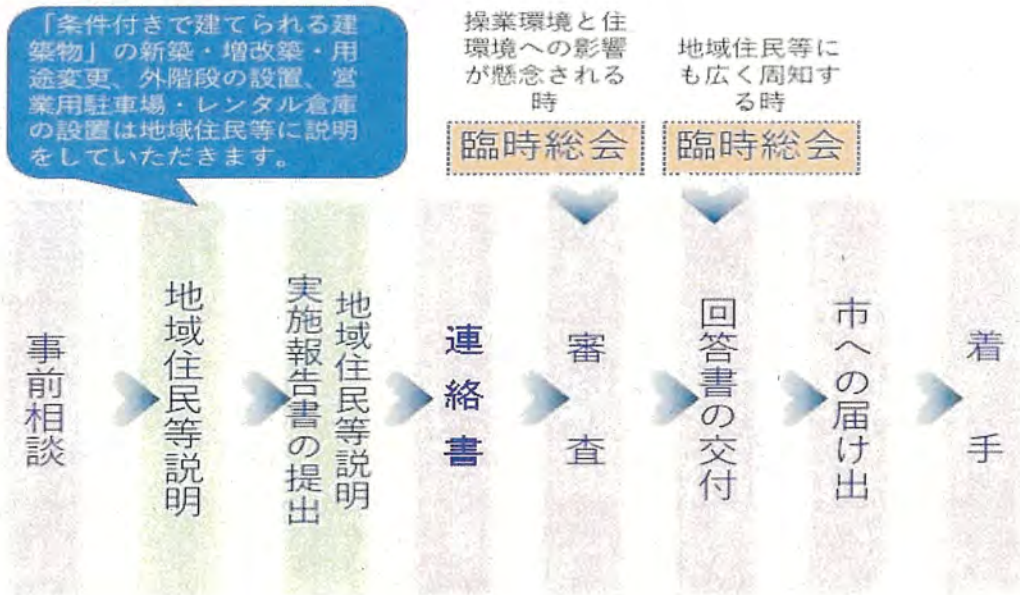 「条件付きで建てられる建
築物」の新築・増改築・用
途変更、外階段の設置、営
業用駐車場・レンタル倉庫
の設置は地域住民等に説明
をしていただきます。
操業環境と住
環境への影響
が懸念される
時
臨時総会
地域住民等に
も広く周知す
る時
臨時総会
事前相談
地域住民等説明
地域住民等説明
実施報告書の提出
連絡書
審査
回答書の交付
市への届け出
着手